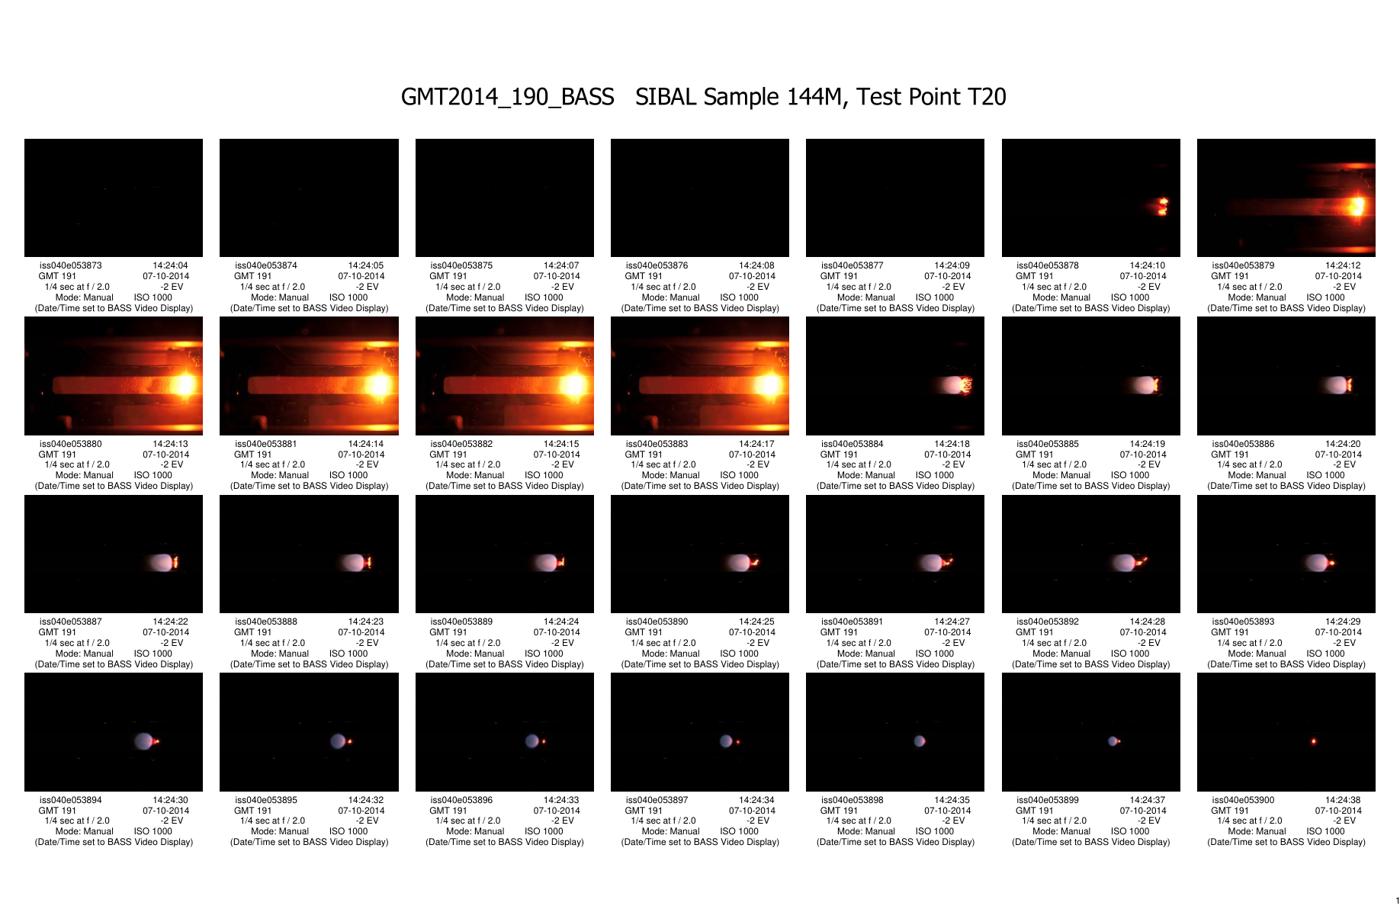 GMT2014_190_BASS SIBAL Sample 144M, Test Point T20
iss040e053873 14:24:04
GMT 191 07-10-2014
1/4 sec at f / 2.0 -2 EV
Mode: Manual ISO 1000
(Date/Time set to BASS Video Display)
iss040e053874 14:24:05
GMT 191 07-10-2014
1/4 sec at f / 2.0 -2 EV
Mode: Manual ISO 1000
(Date/Time set to BASS Video Display)
iss040e053875 14:24:07
GMT 191 07-10-2014
1/4 sec at f / 2.0 -2 EV
Mode: Manual ISO 1000
(Date/Time set to BASS Video Display)
iss040e053876 14:24:08
GMT 191 07-10-2014
1/4 sec at f / 2.0 -2 EV
Mode: Manual ISO 1000
(Date/Time set to BASS Video Display)
iss040e053877 14:24:09
GMT 191 07-10-2014
1/4 sec at f / 2.0 -2 EV
Mode: Manual ISO 1000
(Date/Time set to BASS Video Display)
iss040e053878 14:24:10
GMT 191 07-10-2014
1/4 sec at f / 2.0 -2 EV
Mode: Manual ISO 1000
(Date/Time set to BASS Video Display)
iss040e053879 14:24:12
GMT 191 07-10-2014
1/4 sec at f / 2.0 -2 EV
Mode: Manual ISO 1000
(Date/Time set to BASS Video Display)
iss040e053880 14:24:13
GMT 191 07-10-2014
1/4 sec at f / 2.0 -2 EV
Mode: Manual ISO 1000
(Date/Time set to BASS Video Display)
iss040e053881 14:24:14
GMT 191 07-10-2014
1/4 sec at f / 2.0 -2 EV
Mode: Manual ISO 1000
(Date/Time set to BASS Video Display)
iss040e053882 14:24:15
GMT 191 07-10-2014
1/4 sec at f / 2.0 -2 EV
Mode: Manual ISO 1000
(Date/Time set to BASS Video Display)
iss040e053883 14:24:17
GMT 191 07-10-2014
1/4 sec at f / 2.0 -2 EV
Mode: Manual ISO 1000
(Date/Time set to BASS Video Display)
iss040e053884 14:24:18
GMT 191 07-10-2014
1/4 sec at f / 2.0 -2 EV
Mode: Manual ISO 1000
(Date/Time set to BASS Video Display)
iss040e053885 14:24:19
GMT 191 07-10-2014
1/4 sec at f / 2.0 -2 EV
Mode: Manual ISO 1000
(Date/Time set to BASS Video Display)
iss040e053886 14:24:20
GMT 191 07-10-2014
1/4 sec at f / 2.0 -2 EV
Mode: Manual ISO 1000
(Date/Time set to BASS Video Display)
iss040e053887 14:24:22
GMT 191 07-10-2014
1/4 sec at f / 2.0 -2 EV
Mode: Manual ISO 1000
(Date/Time set to BASS Video Display)
iss040e053888 14:24:23
GMT 191 07-10-2014
1/4 sec at f / 2.0 -2 EV
Mode: Manual ISO 1000
(Date/Time set to BASS Video Display)
iss040e053889 14:24:24
GMT 191 07-10-2014
1/4 sec at f / 2.0 -2 EV
Mode: Manual ISO 1000
(Date/Time set to BASS Video Display)
iss040e053890 14:24:25
GMT 191 07-10-2014
1/4 sec at f / 2.0 -2 EV
Mode: Manual ISO 1000
(Date/Time set to BASS Video Display)
iss040e053891 14:24:27
GMT 191 07-10-2014
1/4 sec at f / 2.0 -2 EV
Mode: Manual ISO 1000
(Date/Time set to BASS Video Display)
iss040e053892 14:24:28
GMT 191 07-10-2014
1/4 sec at f / 2.0 -2 EV
Mode: Manual ISO 1000
(Date/Time set to BASS Video Display)
iss040e053893 14:24:29
GMT 191 07-10-2014
1/4 sec at f / 2.0 -2 EV
Mode: Manual ISO 1000
(Date/Time set to BASS Video Display)
iss040e053894 14:24:30
GMT 191 07-10-2014
1/4 sec at f / 2.0 -2 EV
Mode: Manual ISO 1000
(Date/Time set to BASS Video Display)
iss040e053895 14:24:32
GMT 191 07-10-2014
1/4 sec at f / 2.0 -2 EV
Mode: Manual ISO 1000
(Date/Time set to BASS Video Display)
iss040e053896 14:24:33
GMT 191 07-10-2014
1/4 sec at f / 2.0 -2 EV
Mode: Manual ISO 1000
(Date/Time set to BASS Video Display)
iss040e053897 14:24:34
GMT 191 07-10-2014
1/4 sec at f / 2.0 -2 EV
Mode: Manual ISO 1000
(Date/Time set to BASS Video Display)
iss040e053898 14:24:35
GMT 191 07-10-2014
1/4 sec at f / 2.0 -2 EV
Mode: Manual ISO 1000
(Date/Time set to BASS Video Display)
iss040e053899 14:24:37
GMT 191 07-10-2014
1/4 sec at f / 2.0 -2 EV
Mode: Manual ISO 1000
(Date/Time set to BASS Video Display)
iss040e053900 14:24:38
GMT 191 07-10-2014
1/4 sec at f / 2.0 -2 EV
Mode: Manual ISO 1000
(Date/Time set to BASS Video Display)